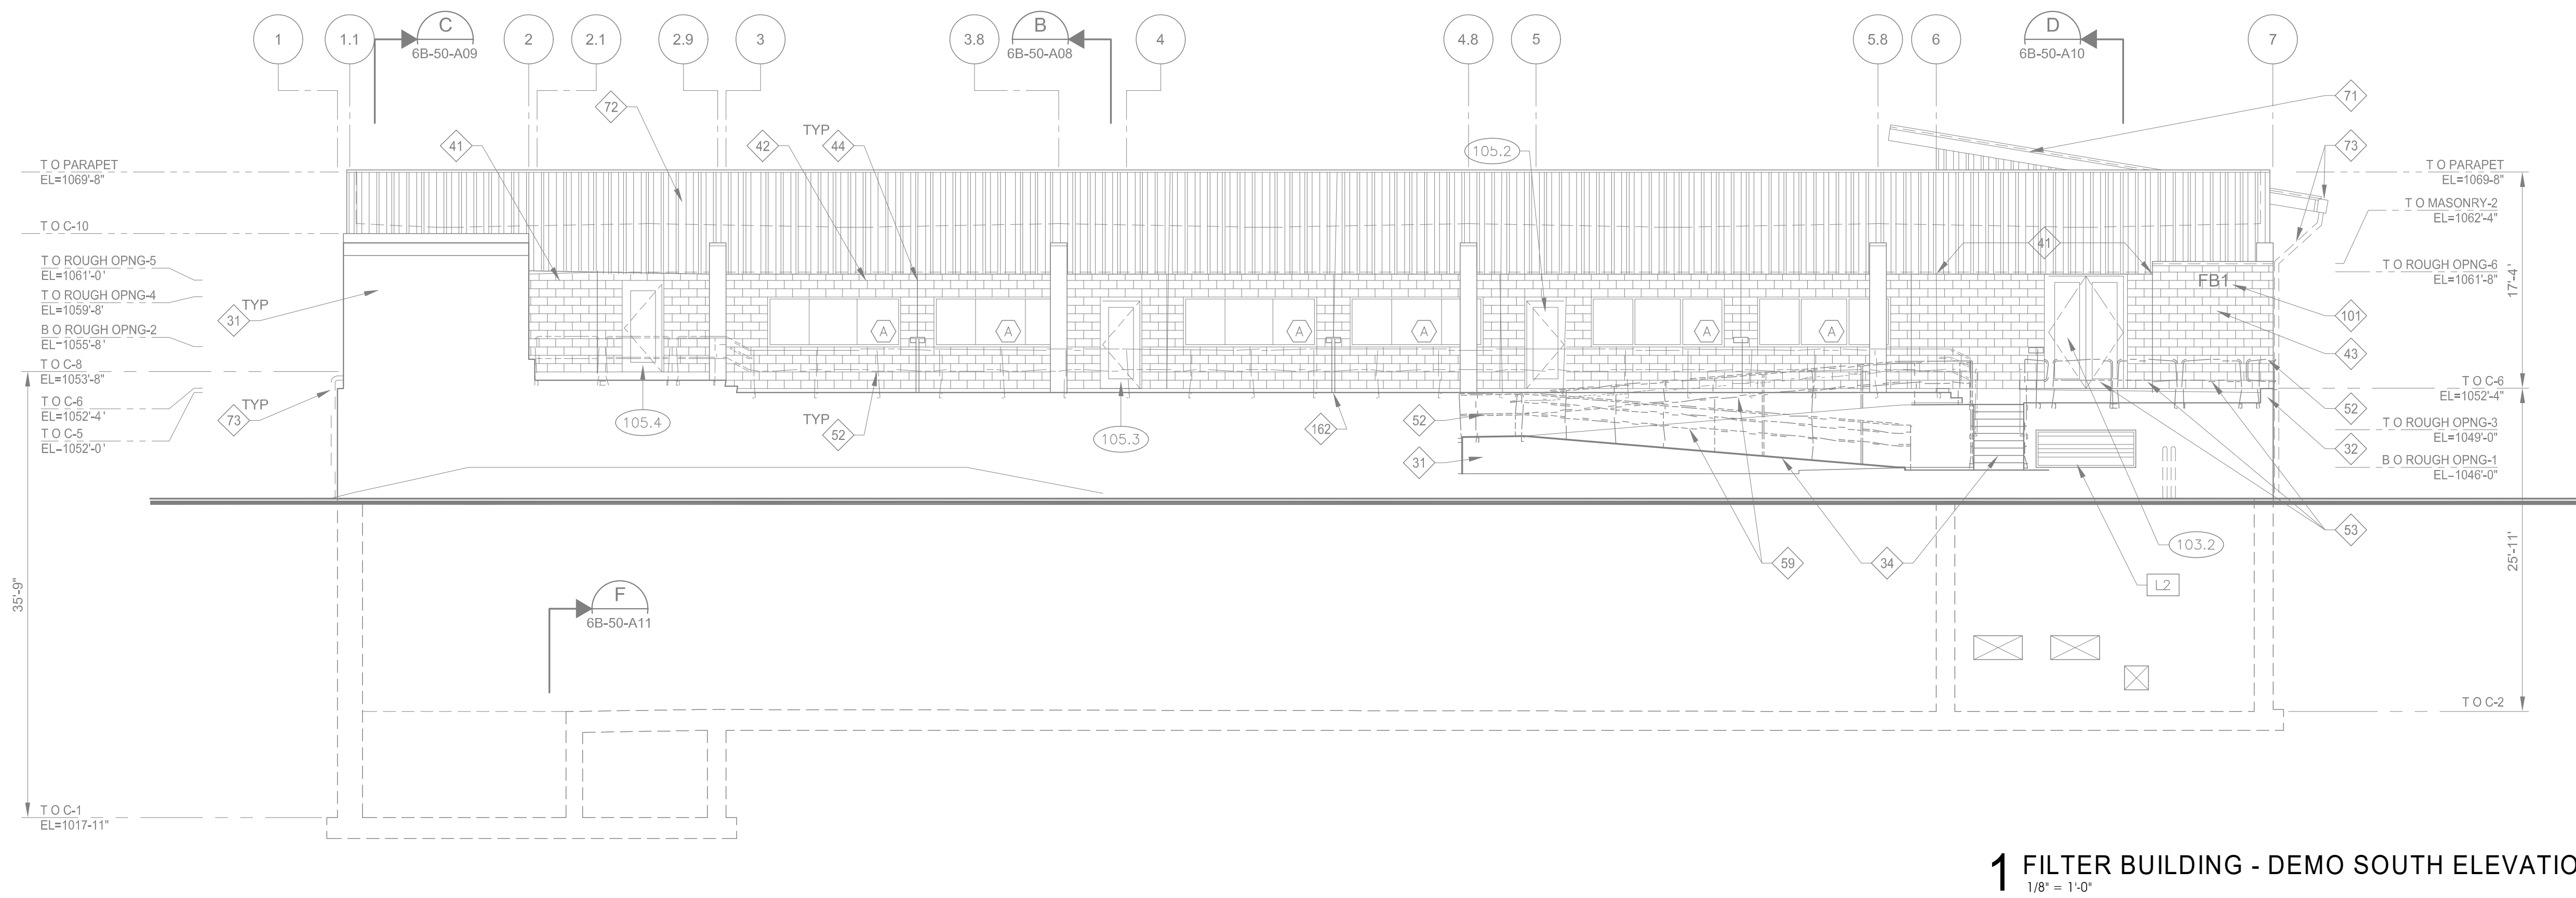 1
1.1
C
6B-50-A09
2
2.1
2.9
3
3.8
B
6B-50-A08
4
4.8
5
5.8
6
D
6B-50-A10
7
72
71
41
42
TYP
44
105.2
73
T O PARAPET
EL=1069'-8"
T O C-10
T O ROUGH OPNG-5
EL=1061'-0'
T O ROUGH OPNG-4
EL=1059'-8'
B O ROUGH OPNG-2
EL=1055'-8'
T O C-8
EL=1053'-8"
T O C-6
EL=1052'-4'
T O C-5
EL=1052'-0'
TYP
31
TYP
73
A
A
A
A
A
A
41
FB1
T O PARAPET
EL=1069'-8"
T O MASONRY-2
EL=1062'-4"
T O ROUGH OPNG-6
EL=1061'-8"
17'-4'
101
43
T O C-6
EL=1052'-4"
52
T O ROUGH OPNG-3
EL=1049'-0"
32
B O ROUGH OPNG-1
EL=1046'-0"
105.4
TYP
52
105.3
162
52
31
59
34
103.2
53
L2
25'-11'
35'-9"
F
6B-50-A11
T O C-2
T O C-1
EL=1017'-11"
1 FILTER BUILDING - DEMO SOUTH ELEVATIO
1/8" = 1'-0"